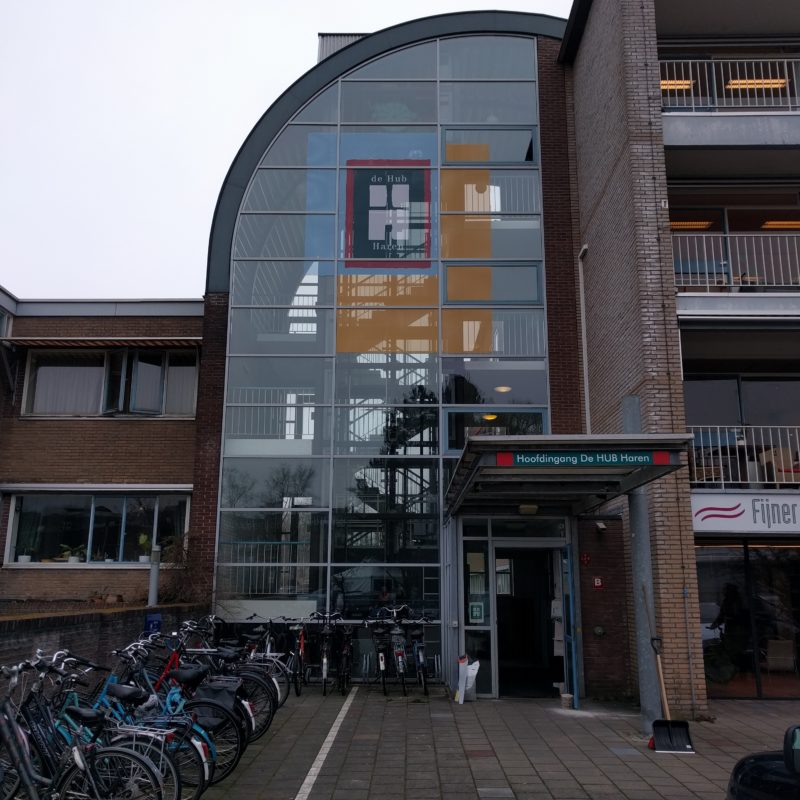 de Hub
Haren
Hoofdingang De HUB Haren
Fijner
B